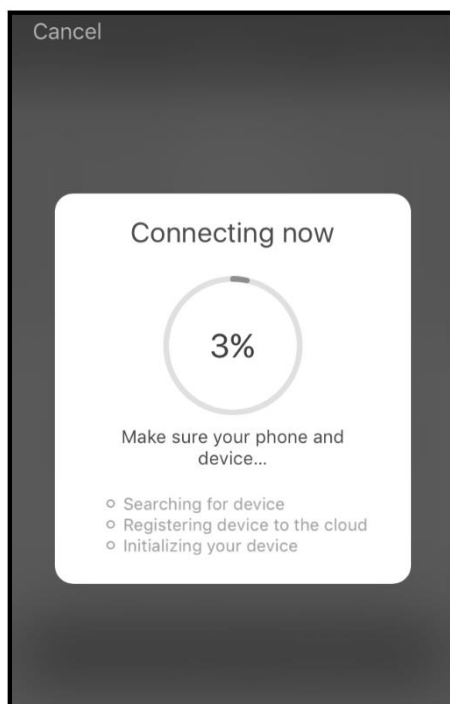 Cancel
Connecting now
3%
Make sure your phone and
device...
Searching for device
Registering device to the cloud
Initializing your device